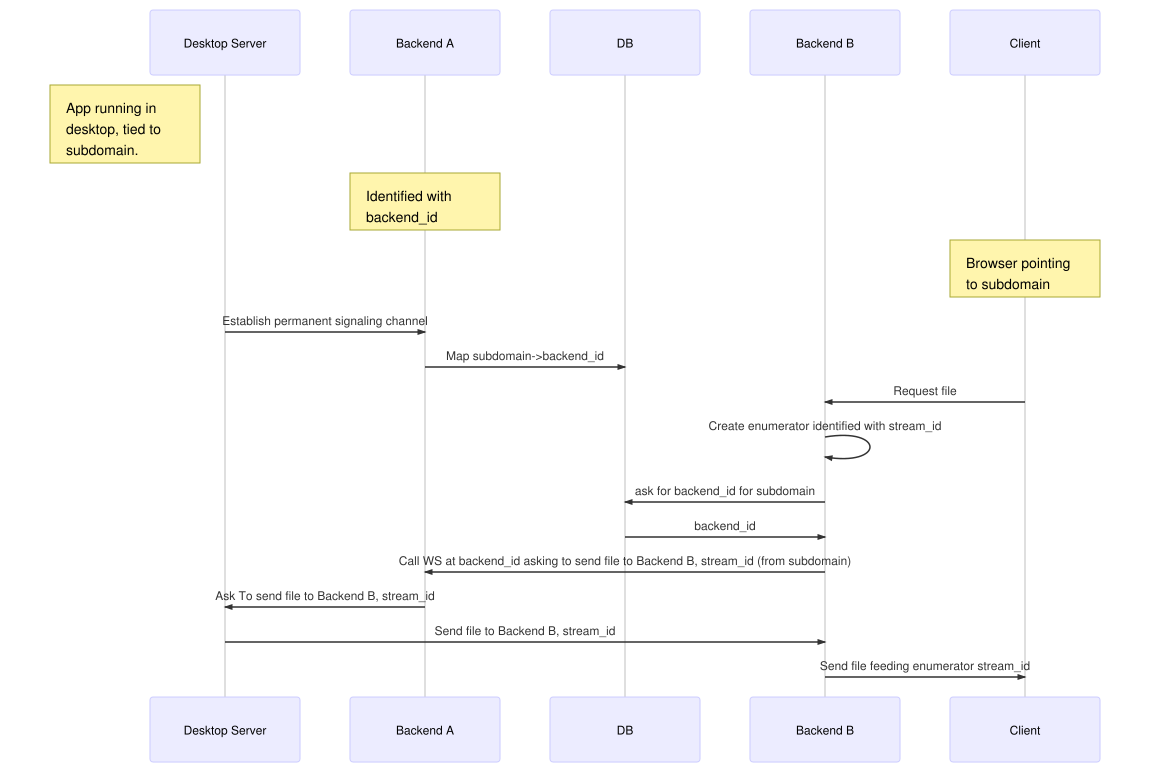 Desktop Server
Backend A
DB
Backend B
Client
App running in
desktop, tied to
subdomain.
Identified with
backend_id
Browser pointing
to subdomain
Establish permanent signaling channel
Map subdomain->backend_id
Request file
Create enumerator identified with stream_id
ask for backend_id for subdomain
backend_id
Call WS at backend_id asking to send file to Backend B, stream_id (from subdomain)
Ask To send file to Backend B, stream_id
Send file to Backend B, stream_id
Send file feeding enumerator stream_id
Desktop Server
Backend A
DB
Backend B
Client